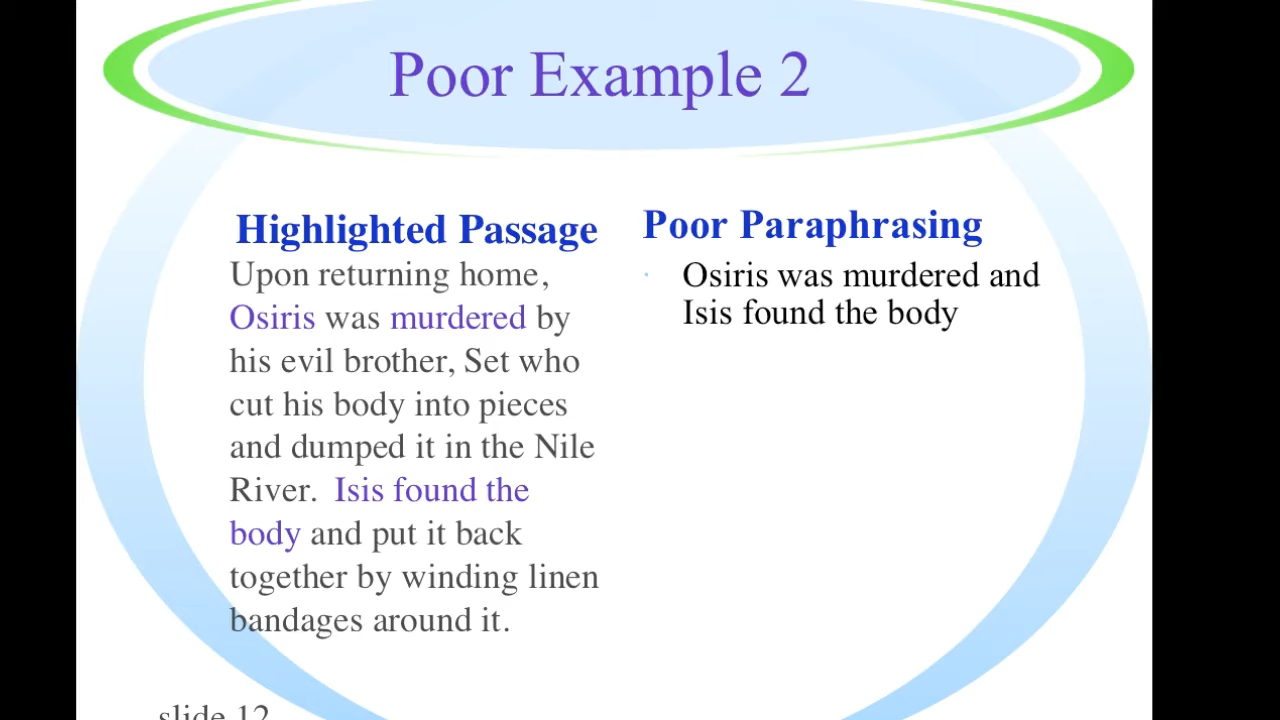 Poor Example 2
Highlighted Passage
Upon returning home,
Osiris was murdered by
his evil brother, Set who
cut his body into pieces
and dumped it in the Nile
River.  Isis found the
body and put it back
together by winding linen
bandages around it.
Poor Paraphrasing
Osiris was murdered and
Isis found the body
slide 12